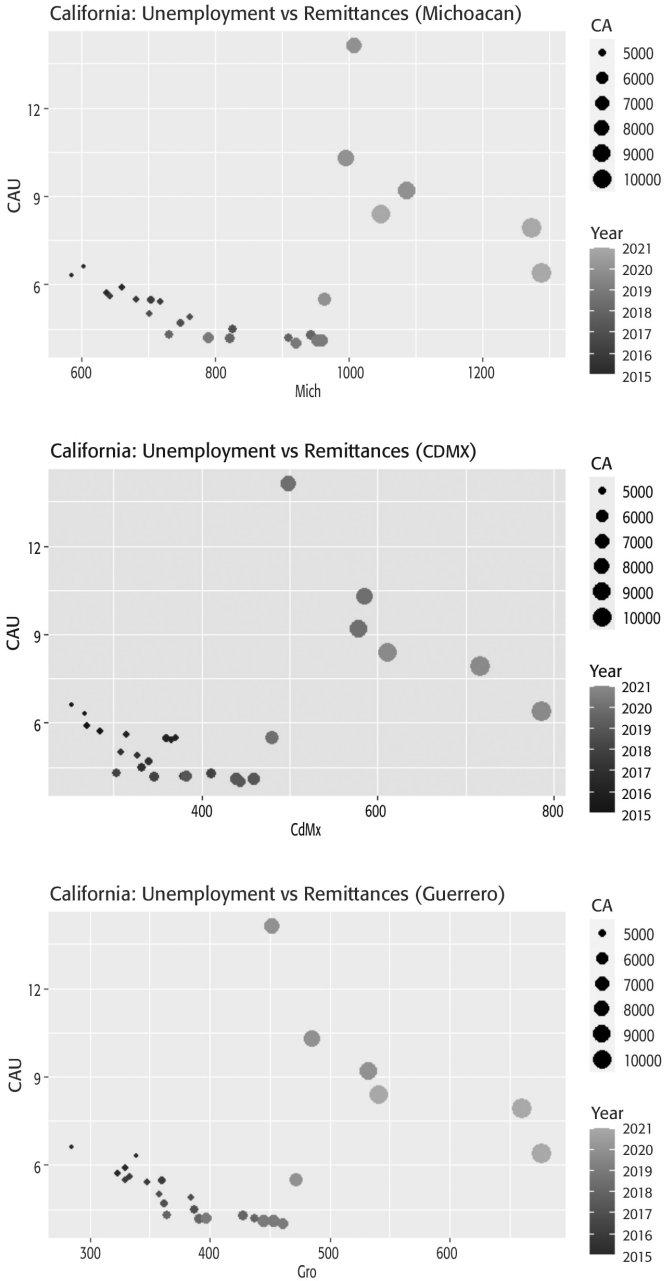 California: Unemployment vs Remittances (Michoacan)
CA
5000
6000
7000
8000
9000
10000
Year
2021
2020
2019
2018
2017
2016
2015
CAU
12
9
6
600 800 1000 1200
Mich
California: Unemployment vs Remittances (CDMX)
CA
5000
6000
7000
8000
9000
10000
Year
2021
2020
2019
2018
2017
2016
2015
CAU
12
9
6
400 600 800
CdMx
California: Unemployment vs Remittances (Guerrero)
CA
5000
6000
7000
8000
9000
10000
Year
2021
2020
2019
2018
2017
2016
2015
CAU
12
9
6
300 400 500 600
Gro